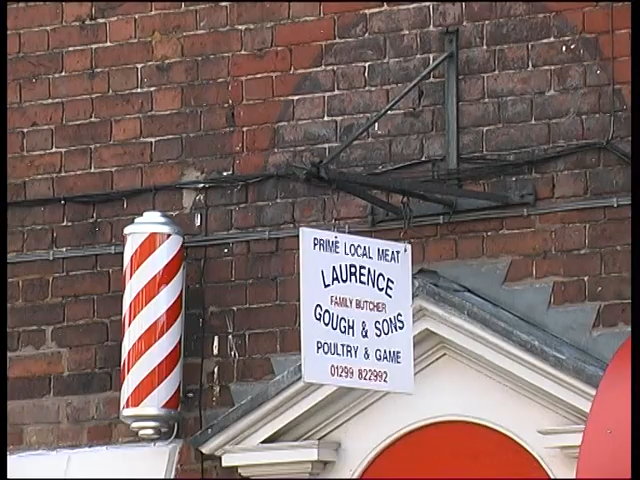 PRIME LOCAL MEAT
LAURENCE
FAMILY BUTCHER
GOUGH & SONS
POULTRY & GAME
01299 822992